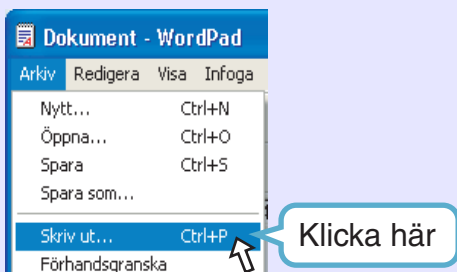 Dokument - WordPad
Arkiv Redigera Visa Infoga
Nytt... Ctrl+N
Öppna... Ctrl+O
Spara Ctrl+S
Spara som...
Skriv ut... Ctrl+P
Klicka här
Förhandsgranska